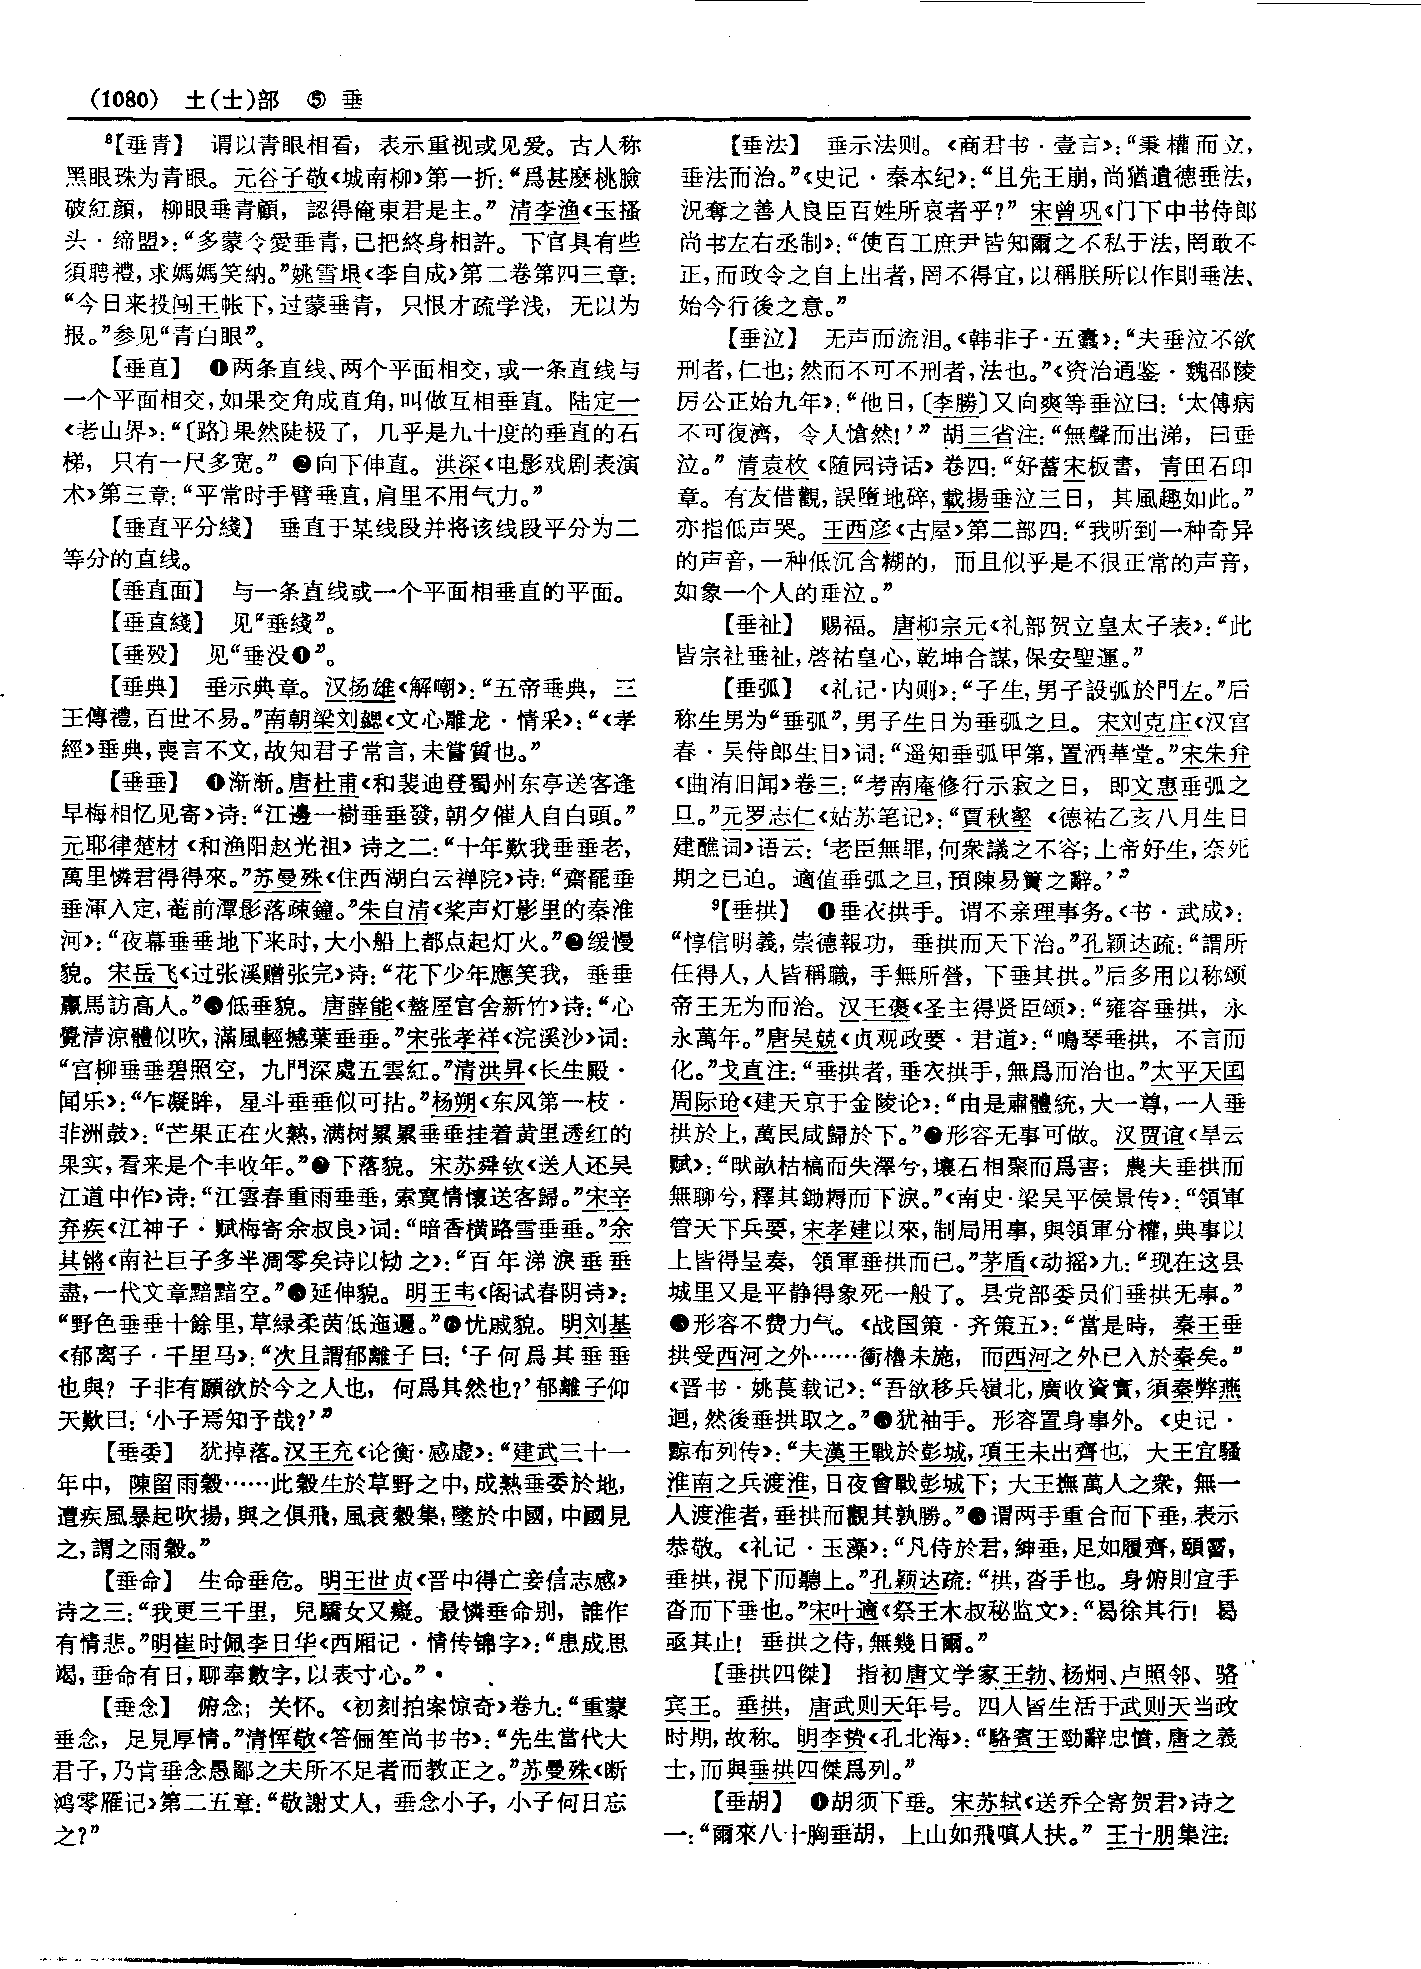 (1080) 土(士)部 ⑤ 垂
⁸【垂青】 谓以青眼相看，表示重视或见爱。古人称
黑眼珠为青眼。元谷子敬《城南柳》第一折：“爲甚麽桃臉
破紅顔，柳眼垂青顧，認得俺東君是主。”清李渔《玉搔
头·缔盟》：“多蒙令愛垂青，已把終身相許。下官具有些
須聘禮，求媽媽笑納。”姚雪垠《李自成》第二卷第四三章：
“今日来投闯王帐下，过蒙垂青，只恨才疏学浅，无以为
报。”参见“青白眼”。
【垂直】 ❶两条直线、两个平面相交，或一条直线与
一个平面相交，如果交角成直角，叫做互相垂直。陆定一
《老山界》：“〔路〕果然陡极了，几乎是九十度的垂直的石
梯，只有一尺多宽。”❷向下伸直。洪深《电影戏剧表演
术》第三章：“平常时手臂垂直，肩里不用气力。”
【垂直平分綫】 垂直于某线段并将该线段平分为二
等分的直线。
【垂直面】 与一条直线或一个平面相垂直的平面。
【垂直綫】 见“垂线”。
【垂殁】 见“垂没❶”。
【垂典】 垂示典章。汉扬雄《解嘲》：“五帝垂典，三
王傳禮，百世不易。”南朝梁刘勰《文心雕龙·情采》：“《孝
經》垂典，喪言不文，故知君子常言，未嘗質也。”
【垂垂】 ❶渐渐。唐杜甫《和裴迪登蜀州东亭送客逢
早梅相忆见寄》诗：“江邊一樹垂垂發，朝夕催人自白頭。”
元耶律楚材《和渔阳赵光祖》诗之二：“十年歎我垂垂老，
萬里憐君得得來。”苏曼殊《住西湖白云禅院》诗：“齋罷垂
垂渾入定，菴前潭影落疎鐘。”朱自清《桨声灯影里的秦淮
河》：“夜幕垂垂地下来时，大小船上都点起灯火。”❷缓慢
貌。宋岳飞《过张溪赠张完》诗：“花下少年應笑我，垂垂
羸馬訪高人。”❸低垂貌。唐薛能《盩厔官舍新竹》诗：“心
覺清涼體似吹，滿風輕撼葉垂垂。”宋张孝祥《浣溪沙》词：
“宫柳垂垂碧照空，九門深處五雲紅。”清洪昇《长生殿·
闻乐》：“乍凝眸，星斗垂垂似可拈。”杨朔《东风第一枝·
非洲鼓》：“芒果正在火熟，满树累累垂垂挂着黄里透红的
果实，看来是个丰收年。”❹下落貌。宋苏舜钦《送人还吴
江道中作》诗：“江雲春重雨垂垂，索寞情懷送客歸。”宋辛
弃疾《江神子·赋梅寄余叔良》词：“暗香横路雪垂垂。”余
其锵《南社巨子多半凋零矣诗以恸之》：“百年涕淚垂垂
盡，一代文章黯黯空。”❺延伸貌。明王韦《阁试春阴诗》：
“野色垂垂十餘里，草緑柔茵低迤邐。”❻忧戚貌。明刘基
《郁离子·千里马》：“次且謂郁離子曰：‘子何爲其垂垂
也與？子非有願欲於今之人也，何爲其然也？’郁離子仰
天歎曰：‘小子焉知予哉？’”
【垂委】 犹掉落。汉王充《论衡·感虚》：“建武三十一
年中，陳留雨穀……此穀生於草野之中，成熟垂委於地，
遭疾風暴起吹揚，與之俱飛，風衰穀集，墜於中國，中國見
之，謂之雨穀。”
【垂命】 生命垂危。明王世贞《晋中得亡妾信志感》
诗之三：“我更三千里，兒驕女又癡。最憐垂命别，誰作
有情悲。”明崔时佩李日华《西厢记·情传锦字》：“患成思
竭，垂命有日，聊奉數字，以表寸心。”
【垂念】 俯念；关怀。《初刻拍案惊奇》卷九：“重蒙
垂念，足見厚情。”清恽敬《答俪笙尚书书》：“先生當代大
君子，乃肯垂念愚鄙之夫所不足者而教正之。”苏曼殊《断
鸿零雁记》第二五章：“敬謝丈人，垂念小子，小子何日忘
之？”
【垂法】 垂示法则。《商君书·壹言》：“秉權而立，
垂法而治。”《史记·秦本纪》：“且先王崩，尚猶遺德垂法，
況奪之善人良臣百姓所哀者乎？”宋曾巩《门下中书侍郎
尚书左右丞制》：“使百工庶尹皆知爾之不私于法，罔敢不
正，而政令之自上出者，罔不得宜，以稱朕所以作則垂法、
始今行後之意。”
【垂泣】 无声而流泪。《韩非子·五蠹》：“夫垂泣不欲
刑者，仁也；然而不可不刑者，法也。”《资治通鉴·魏邵陵
厉公正始九年》：“他日，〔李勝〕又向爽等垂泣曰：‘太傅病
不可復濟，令人愴然！’”胡三省注：“無聲而出涕，曰垂
泣。”清袁枚《随园诗话》卷四：“好蓄宋板書，青田石印
章。有友借觀，誤墮地碎，載揚垂泣三日，其風趣如此。”
亦指低声哭。王西彦《古屋》第二部四：“我听到一种奇异
的声音，一种低沉含糊的，而且似乎是不很正常的声音，
如象一个人的垂泣。”
【垂祉】 赐福。唐柳宗元《礼部贺立皇太子表》：“此
皆宗社垂祉，啓祐皇心，乾坤合謀，保安聖運。”
【垂弧】 《礼记·内则》：“子生，男子設弧於門左。”后
称生男为“垂弧”，男子生日为垂弧之旦。宋刘克庄《汉宫
春·吴侍郎生日》词：“遥知垂弧甲第，置酒華堂。”宋朱弁
《曲洧旧闻》卷三：“考南庵修行示寂之日，即文惠垂弧之
旦。”元罗志仁《姑苏笔记》：“賈秋壑《德祐乙亥八月生日
建醮词》语云：‘老臣無罪，何衆議之不容；上帝好生，柰死
期之已迫。適值垂弧之旦，預陳易簀之辭。’”
⁹【垂拱】 ❶垂衣拱手。谓不亲理事务。《书·武成》：
“惇信明義，崇德報功，垂拱而天下治。”孔颖达疏：“謂所
任得人，人皆稱職，手無所營，下垂其拱。”后多用以称颂
帝王无为而治。汉王褒《圣主得贤臣颂》：“雍容垂拱，永
永萬年。”唐吴兢《贞观政要·君道》：“鳴琴垂拱，不言而
化。”戈直注：“垂拱者，垂衣拱手，無爲而治也。”太平天囯
周际玱《建天京于金陵论》：“由是肅體統，大一尊，一人垂
拱於上，萬民咸歸於下。”❷形容无事可做。汉贾谊《旱云
赋》：“畎畝枯槁而失澤兮，壤石相聚而爲害；農夫垂拱而
無聊兮，釋其鋤耨而下淚。”《南史·梁吴平侯景传》：“領軍
管天下兵要，宋孝建以來，制局用事，與領軍分權，典事以
上皆得呈奏，領軍垂拱而已。”茅盾《动摇》九：“现在这县
城里又是平静得象死一般了。县党部委员们垂拱无事。”
❸形容不费力气。《战国策·齐策五》：“當是時，秦王垂
拱受西河之外……衝櫓未施，而西河之外已入於秦矣。”
《晋书·姚苌载记》：“吾欲移兵嶺北，廣收資實，須秦弊燕
迴，然後垂拱取之。”❹犹袖手。形容置身事外。《史记·
黥布列传》：“夫漢王戰於彭城，項王未出齊也，大王宜騷
淮南之兵渡淮，日夜會戰彭城下；大王撫萬人之衆，無一
人渡淮者，垂拱而觀其孰勝。”❺谓两手重合而下垂，表示
恭敬。《礼记·玉藻》：“凡侍於君，紳垂，足如履齊，頤霤，
垂拱，視下而聽上。”孔颖达疏：“拱，沓手也。身俯則宜手
沓而下垂也。”宋叶適《祭王木叔秘监文》：“曷徐其行！曷
亟其止！垂拱之侍，無幾日爾。”
【垂拱四傑】 指初唐文学家王勃、杨炯、卢照邻、骆
宾王。垂拱，唐武则天年号。四人皆生活于武则天当政
时期，故称。明李贽《孔北海》：“駱賓王勁辭忠憤，唐之義
士，而與垂拱四傑爲列。”
【垂胡】 ❶胡须下垂。宋苏轼《送乔仝寄贺君》诗之
一：“爾來八十胸垂胡，上山如飛嗔人扶。”王十朋集注：